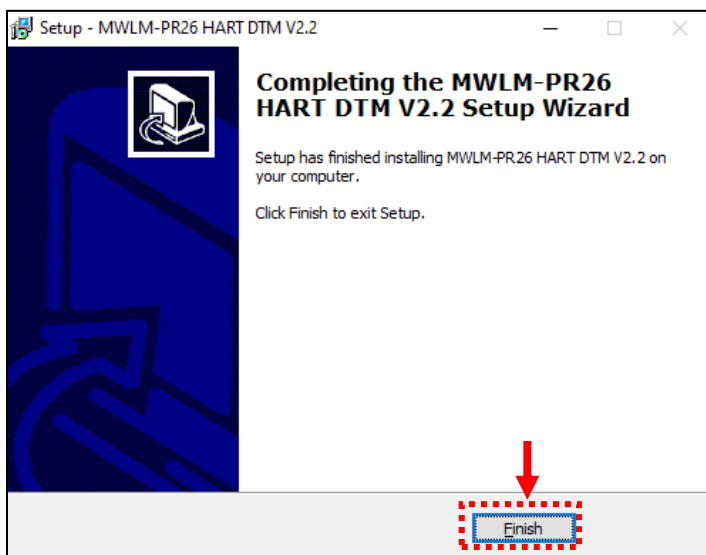 Setup - MWLM-PR26 HART DTM V2.2
Completing the MWLM-PR26
HART DTM V2.2 Setup Wizard
Setup has finished installing MWLM-PR26 HART DTM V2.2 on
your computer.
Click Finish to exit Setup.
Finish